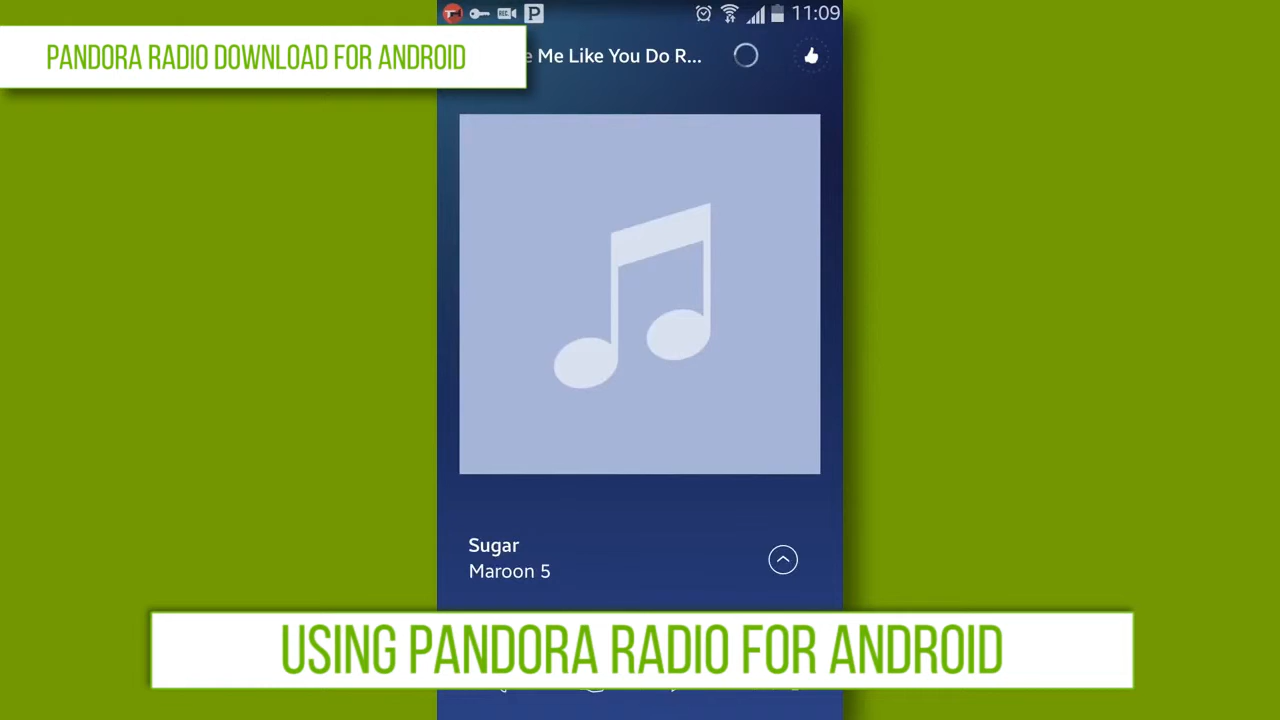 REC P 11:09
PANDORA RADIO DOWNLOAD FOR ANDROID
Me Like You Do R...
Sugar
Maroon 5
USING PANDORA RADIO FOR ANDROID